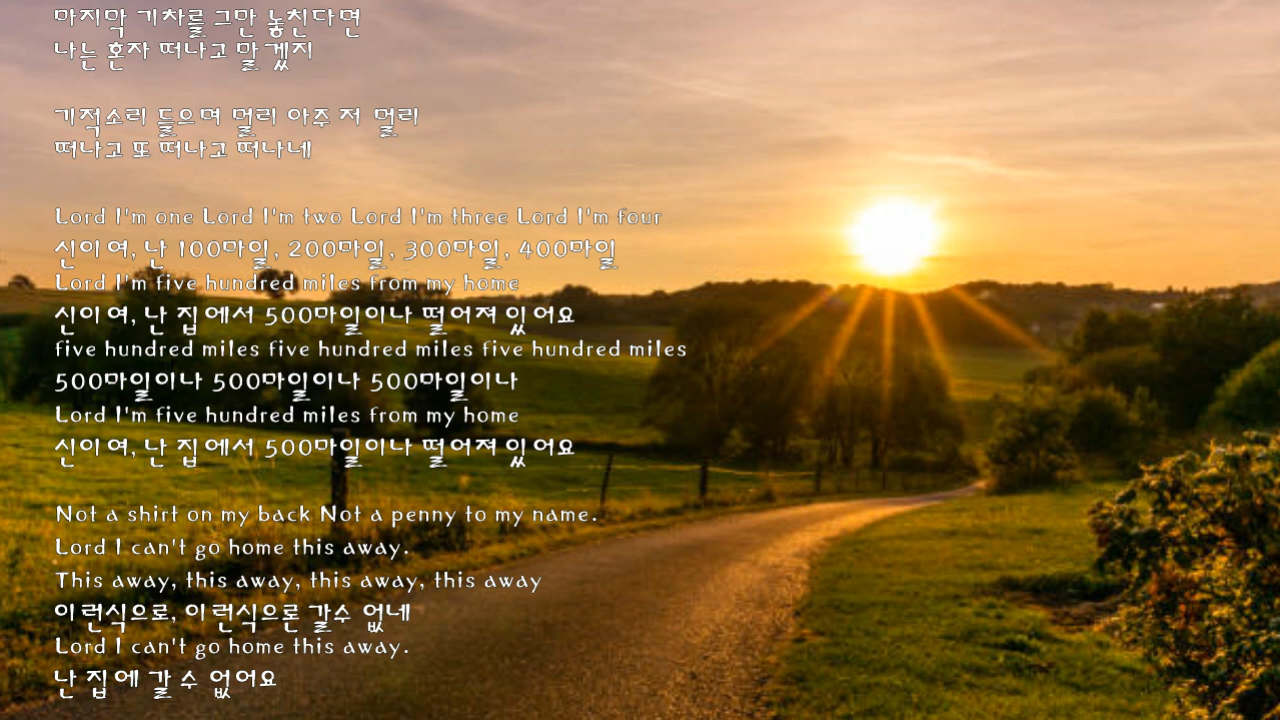 마지막 기차를 그만 놓친다면
나는 혼자 떠나고 말겠지
기적소리 들으며 멀리 아주 저 멀리
떠나고 또 떠나고 떠나네
Lord I'm one Lord I'm two Lord I'm three Lord I'm four
신이여, 난 100마일, 200마일, 300마일, 400마일
Lord I'm five hundred miles from my home
신이여, 난 집에서 500마일이나 떨어져 있어요
five hundred miles five hundred miles five hundred miles
500마일이나 500마일이나 500마일이나
Lord I'm five hundred miles from my home
신이여, 난 집에서 500마일이나 떨어져 있어요
Not a shirt on my back Not a penny to my name.
Lord I can't go home this away.
This away, this away, this away, this away
이런식으로, 이런식으론 갈수 없네
Lord I can't go home this away.
난 집에 갈 수 없어요